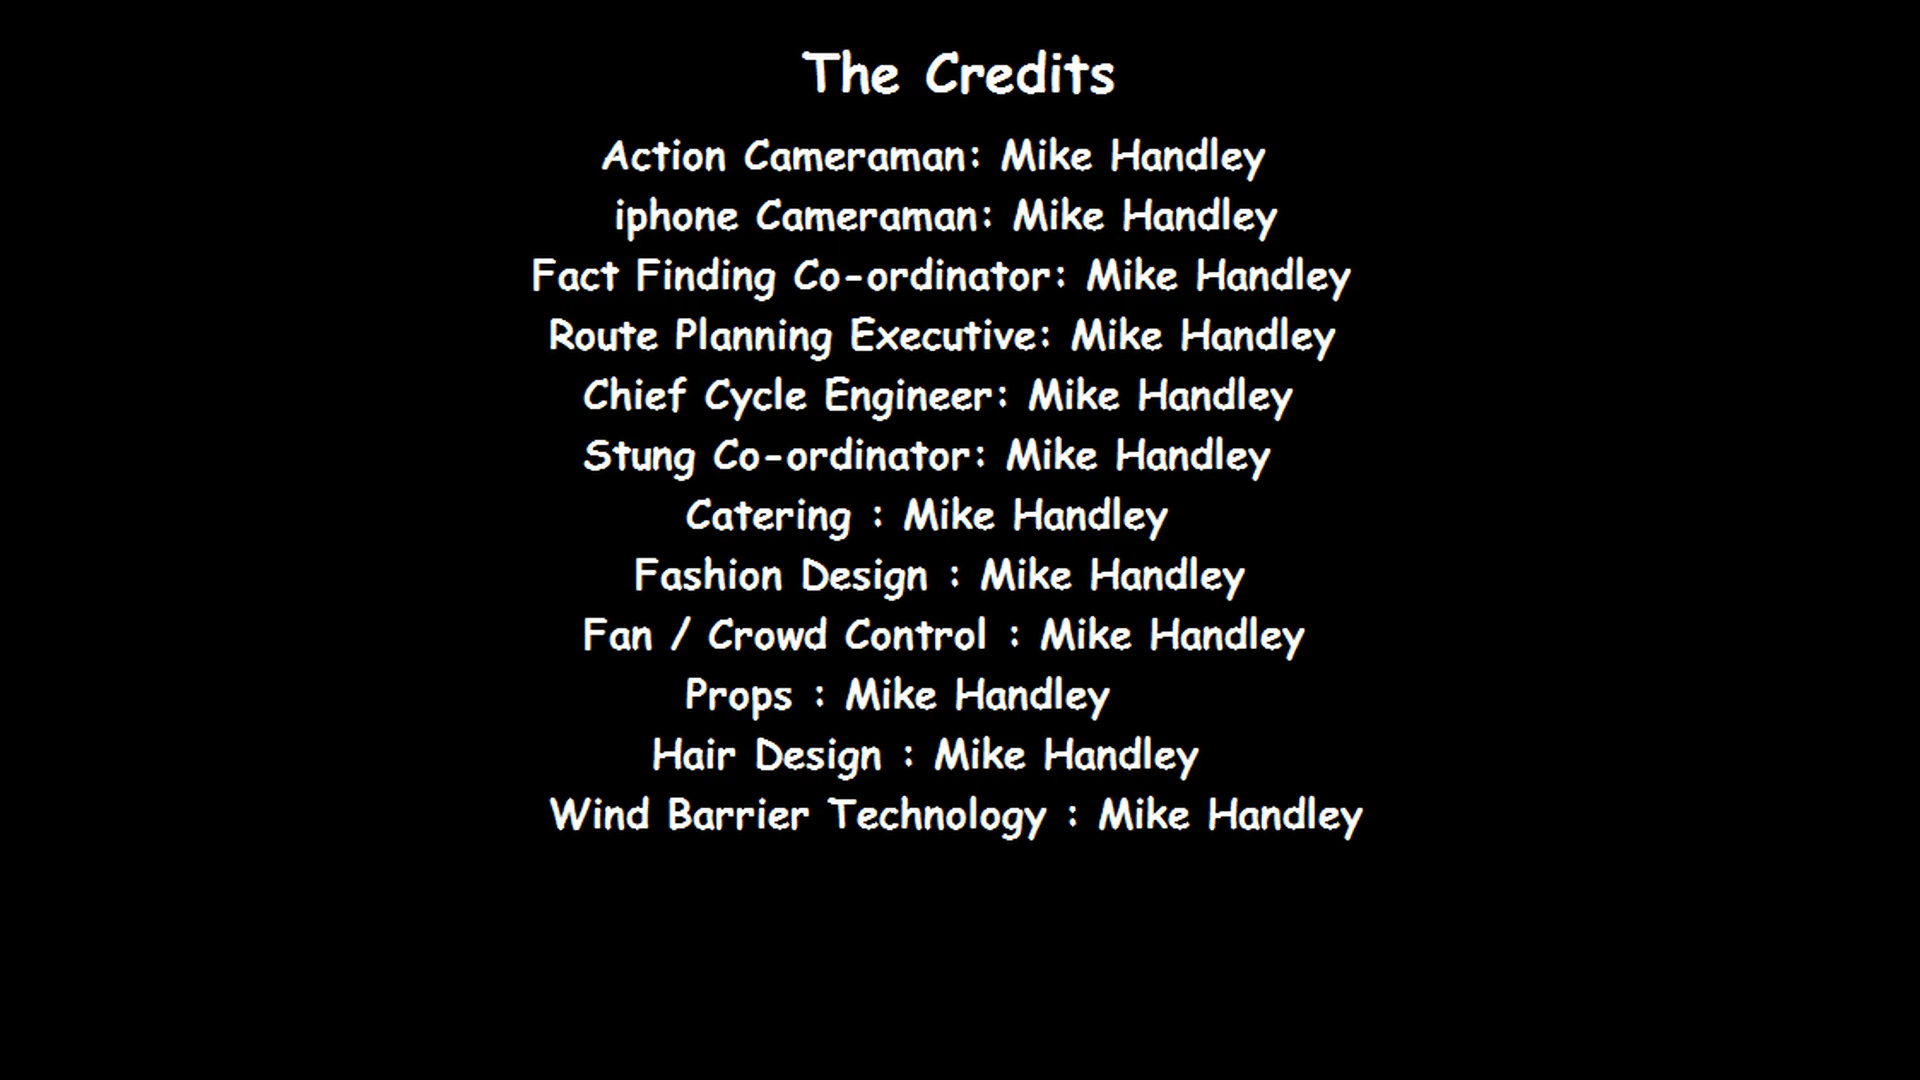 The Credits
Action Cameraman: Mike Handley
iphone Cameraman: Mike Handley
Fact Finding Co-ordinator: Mike Handley
Route Planning Executive: Mike Handley
Chief Cycle Engineer: Mike Handley
Stung Co-ordinator: Mike Handley
Catering : Mike Handley
Fashion Design : Mike Handley
Fan / Crowd Control : Mike Handley
Props : Mike Handley
Hair Design : Mike Handley
Wind Barrier Technology : Mike Handley